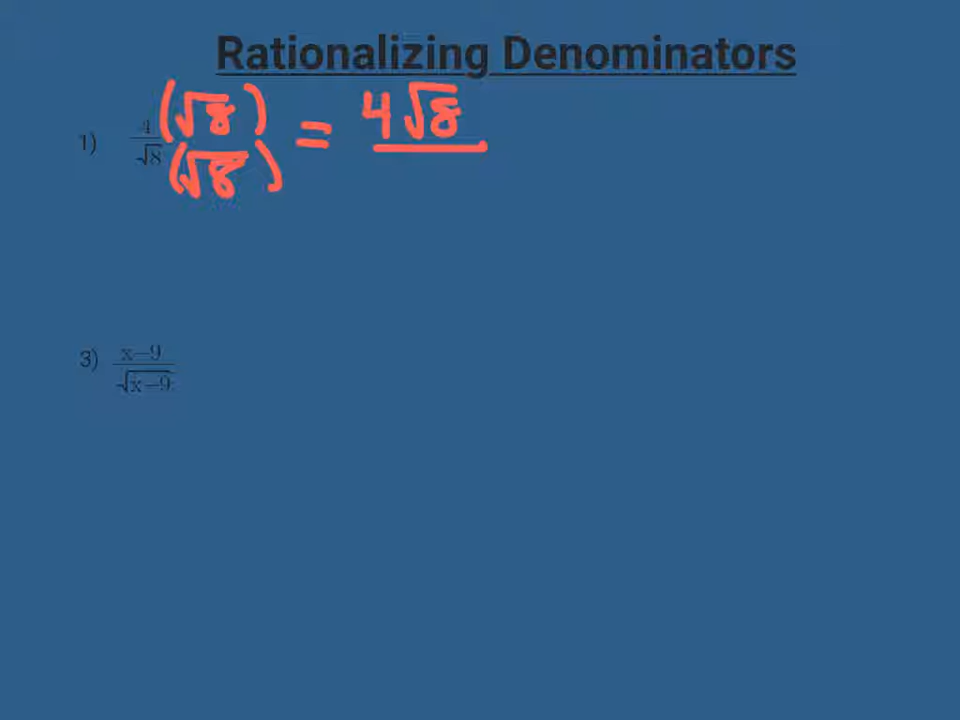 Rationalizing Denominators
1) 4/√8 (√8)/(√8) = 4√8
3) x−9/√x−9